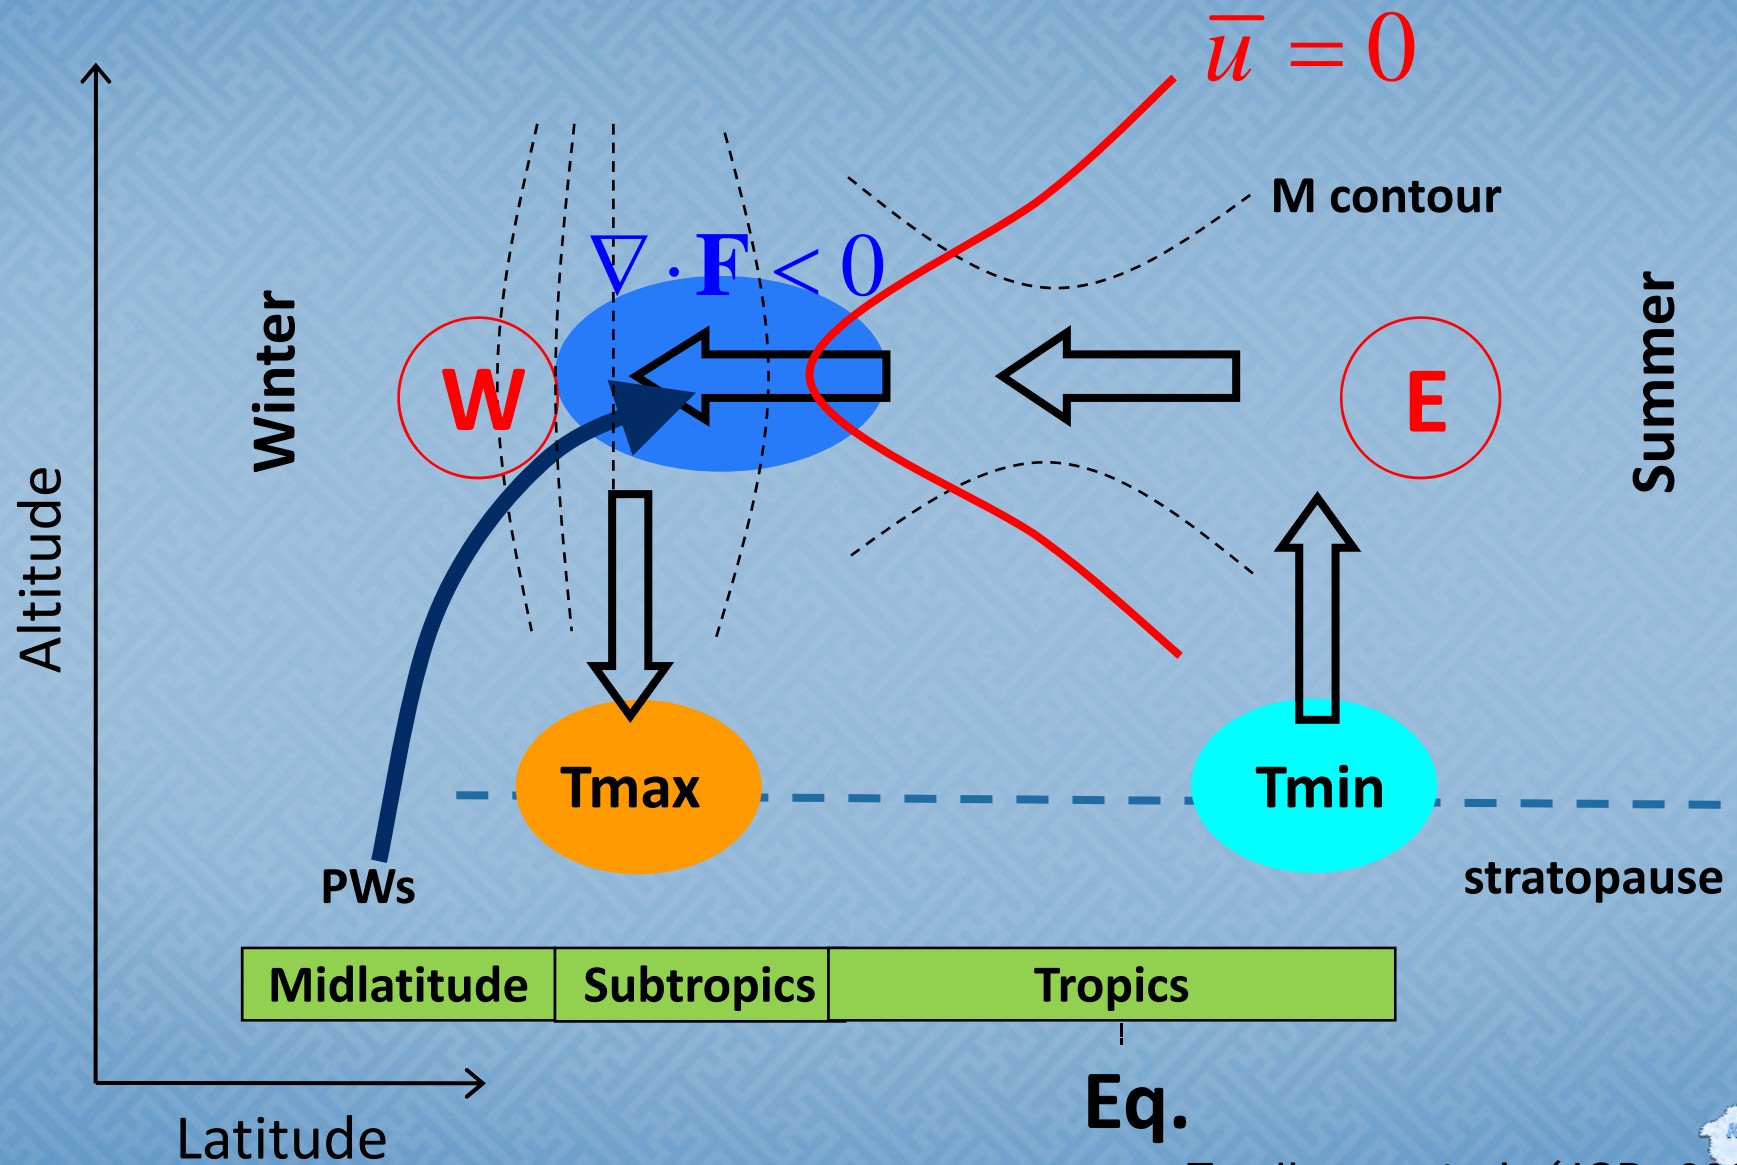 u̅ = 0
M contour
∇ · F < 0
Winter
W
E
Summer
Altitude
Tmax
Tmin
PWs
stratopause
Midlatitude
Subtropics
Tropics
Eq.
Latitude